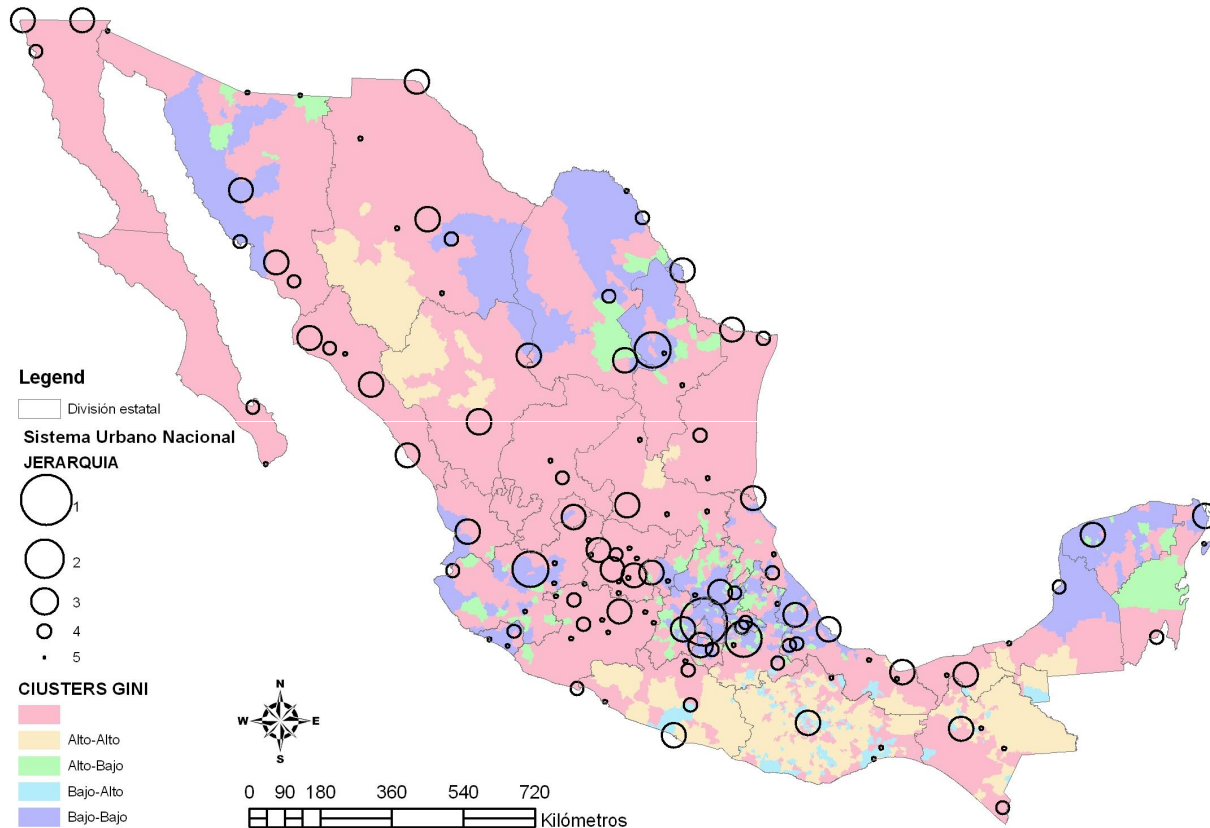 Legend
División estatal
Sistema Urbano Nacional
JERARQUIA
1
2
3
4
5
ClUSTERS GINI
Alto-Alto
Alto-Bajo
Bajo-Alto
Bajo-Bajo
N
W E
S
0 90 180 360 540 720
Kilómetros